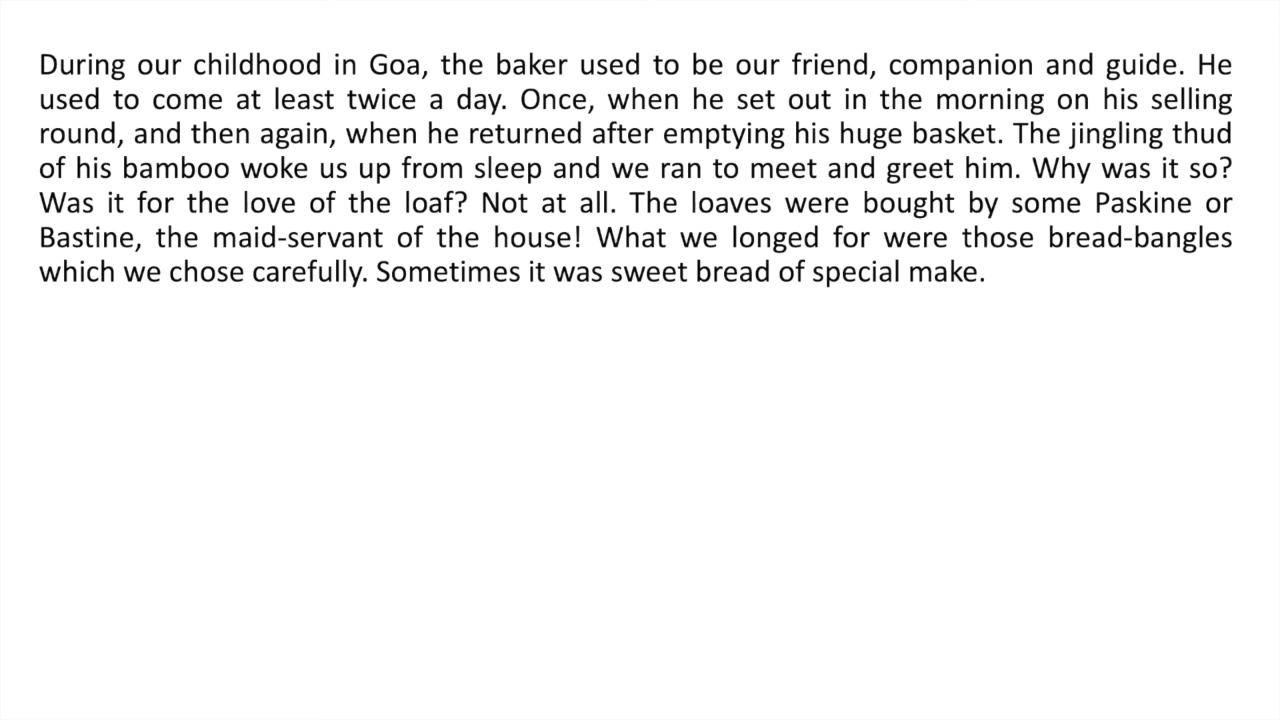 During our childhood in Goa, the baker used to be our friend, companion and guide. He
used to come at least twice a day. Once, when he set out in the morning on his selling
round, and then again, when he returned after emptying his huge basket. The jingling thud
of his bamboo woke us up from sleep and we ran to meet and greet him. Why was it so?
Was it for the love of the loaf? Not at all. The loaves were bought by some Paskine or
Bastine, the maid-servant of the house! What we longed for were those bread-bangles
which we chose carefully. Sometimes it was sweet bread of special make.